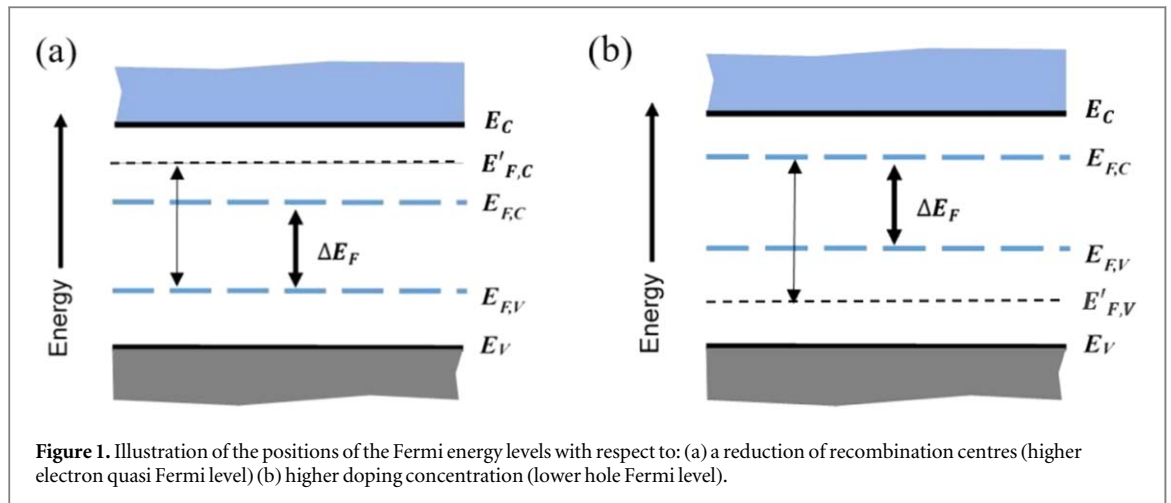 (a)
E_C
E'_F,C
E_F,C
ΔE_F
E_F,V
E_V
Energy
(b)
E_C
E_F,C
ΔE_F
E_F,V
E'_F,V
E_V
Energy
Figure 1. Illustration of the positions of the Fermi energy levels with respect to: (a) a reduction of recombination centres (higher
electron quasi Fermi level) (b) higher doping concentration (lower hole Fermi level).